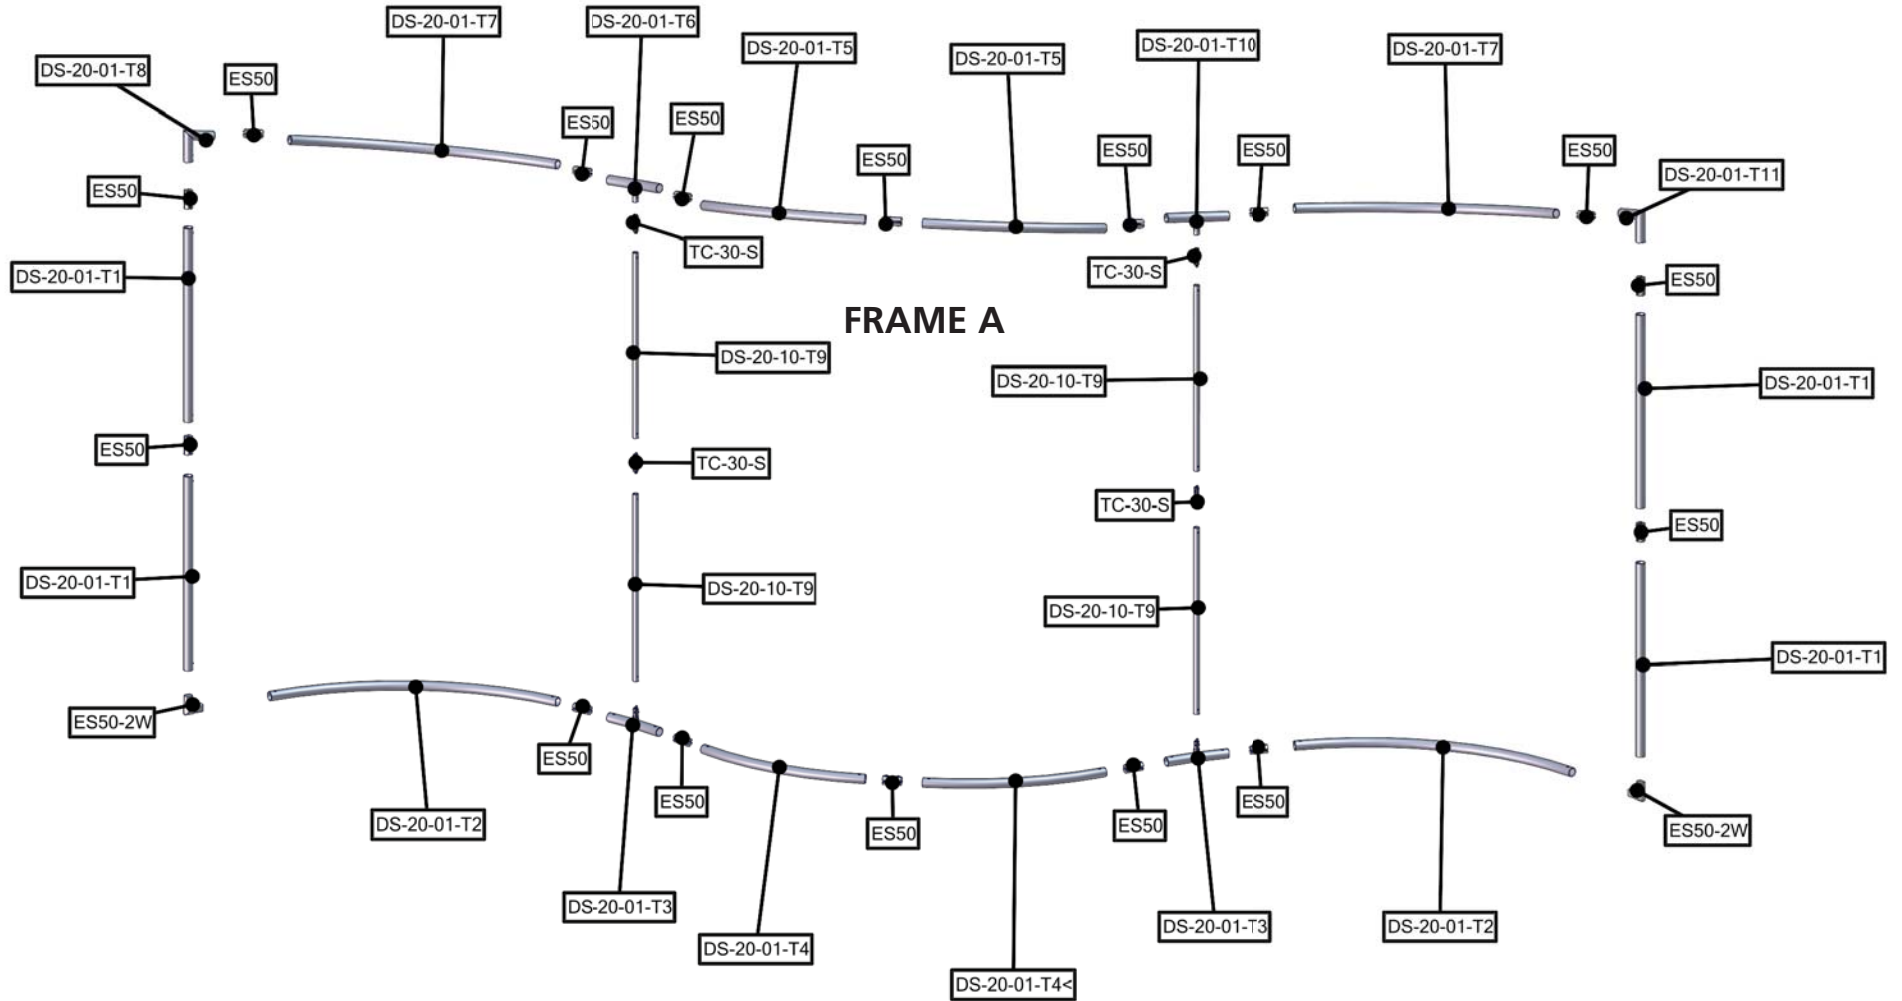 DS-20-01-T7
DS-20-01-T6
DS-20-01-T5
DS-20-01-T5
DS-20-01-T10
DS-20-01-T7
DS-20-01-T8
ES50
ES50
ES50
ES50
ES50
ES50
ES50
DS-20-01-T11
ES50
TC-30-S
TC-30-S
DS-20-01-T1
ES50
FRAME A
DS-20-10-T9
DS-20-10-T9
DS-20-01-T1
ES50
TC-30-S
TC-30-S
ES50
DS-20-01-T1
DS-20-10-T9
DS-20-10-T9
DS-20-01-T1
ES50-2W
ES50
ES50
ES50
ES50
ES50
DS-20-01-T2
ES50-2W
DS-20-01-T3
DS-20-01-T4
DS-20-01-T4<
DS-20-01-T3
DS-20-01-T2